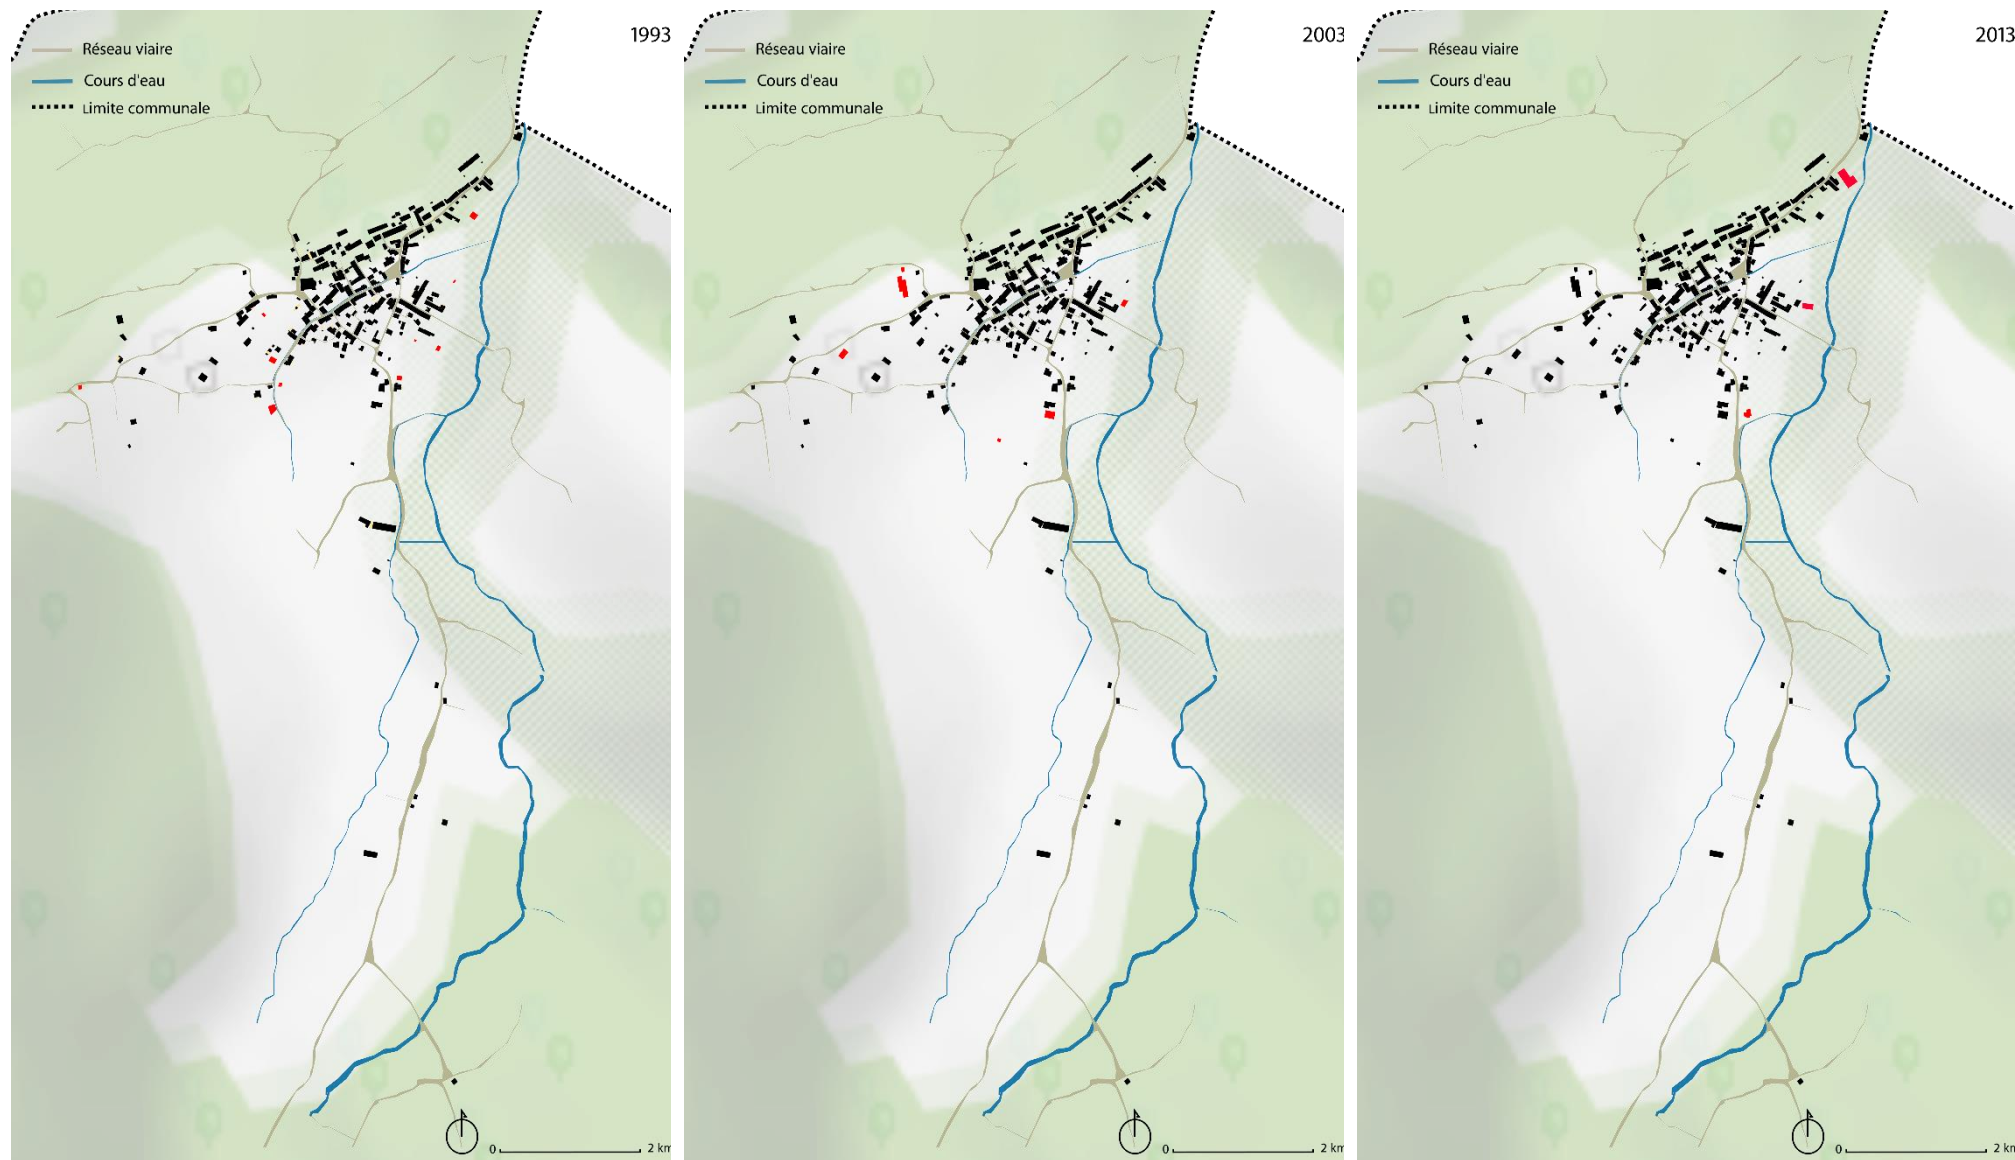 1993
Réseau viaire
Cours d'eau
Limite communale
0 2 km
2003
Réseau viaire
Cours d'eau
Limite communale
0 2 km
2013
Réseau viaire
Cours d'eau
Limite communale
0 2 km